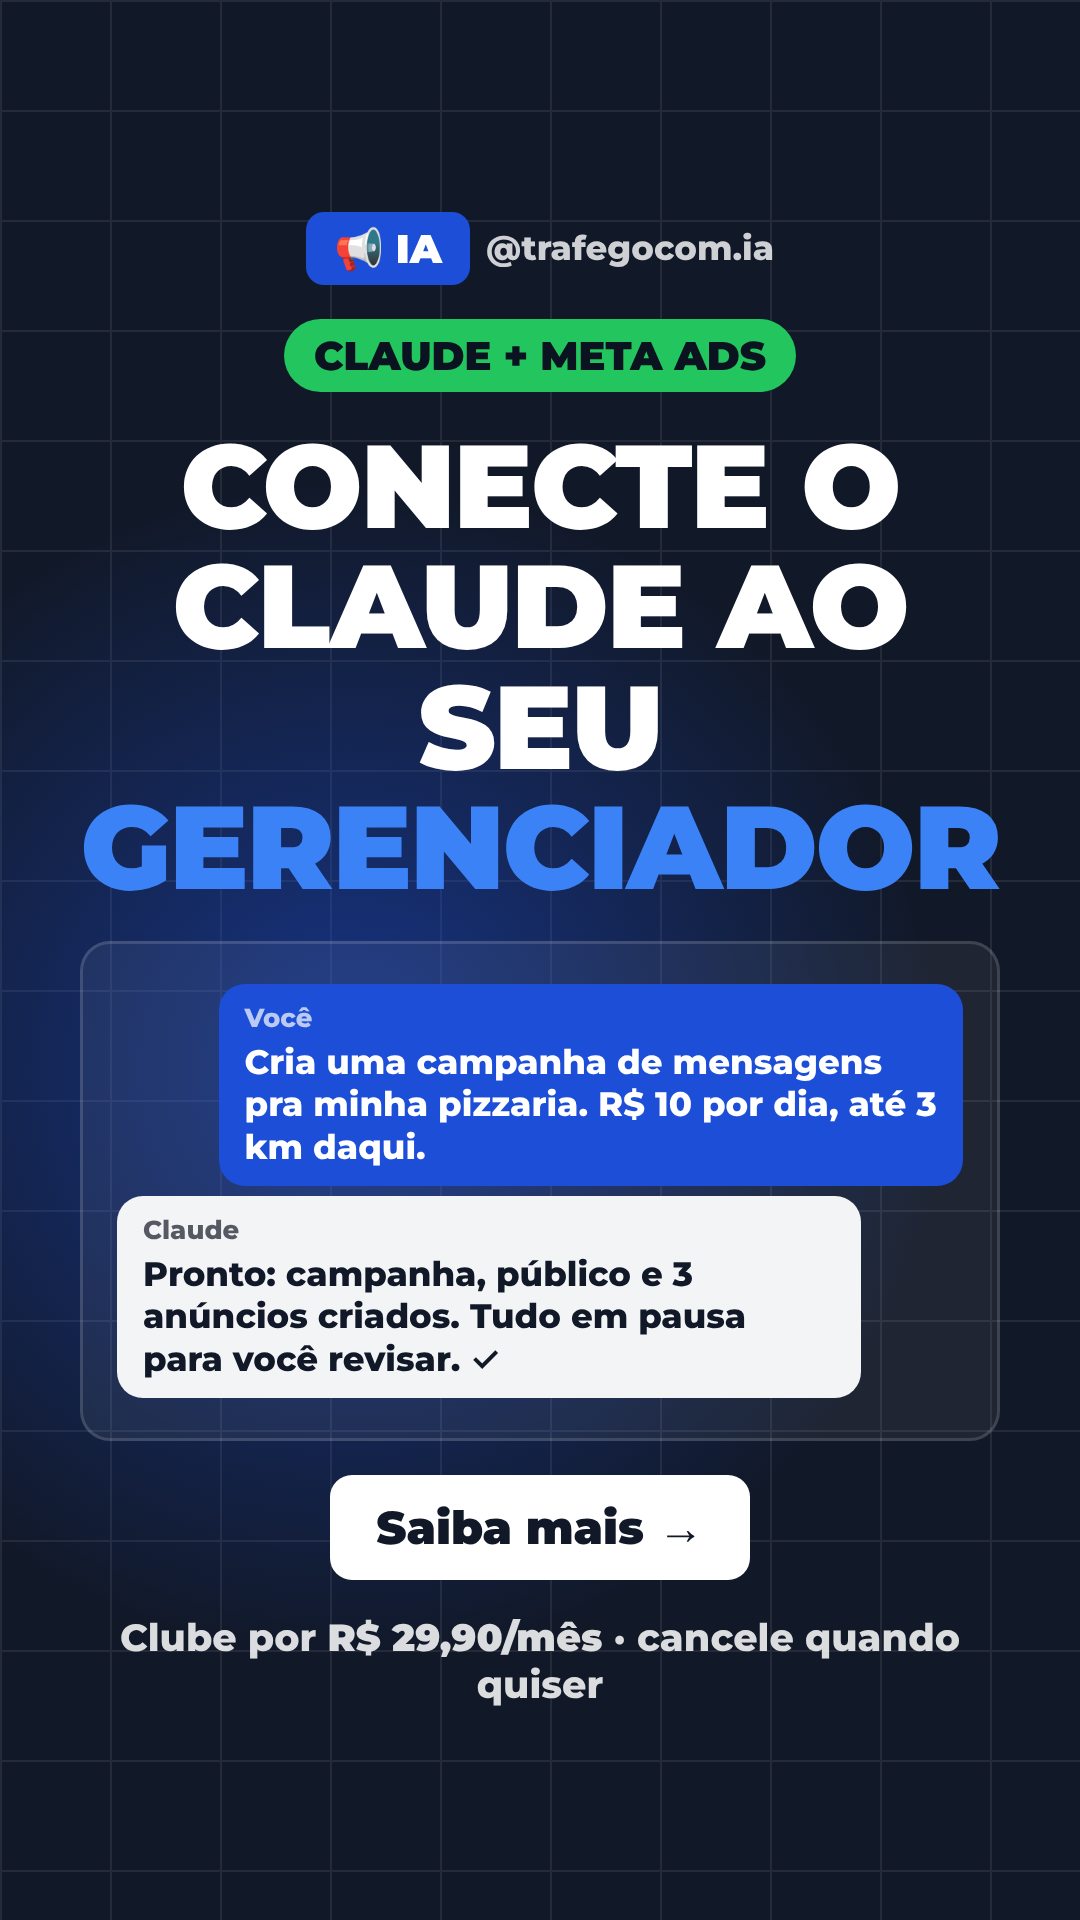 📢 IA @trafegocom.ia
CLAUDE + META ADS
CONECTE O
CLAUDE AO
SEU
GERENCIADOR
Você
Cria uma campanha de mensagens
pra minha pizzaria. R$ 10 por dia, até 3
km daqui.
Claude
Pronto: campanha, público e 3
anúncios criados. Tudo em pausa
para você revisar. ✓
Saiba mais →
Clube por R$ 29,90/mês · cancele quando
quiser